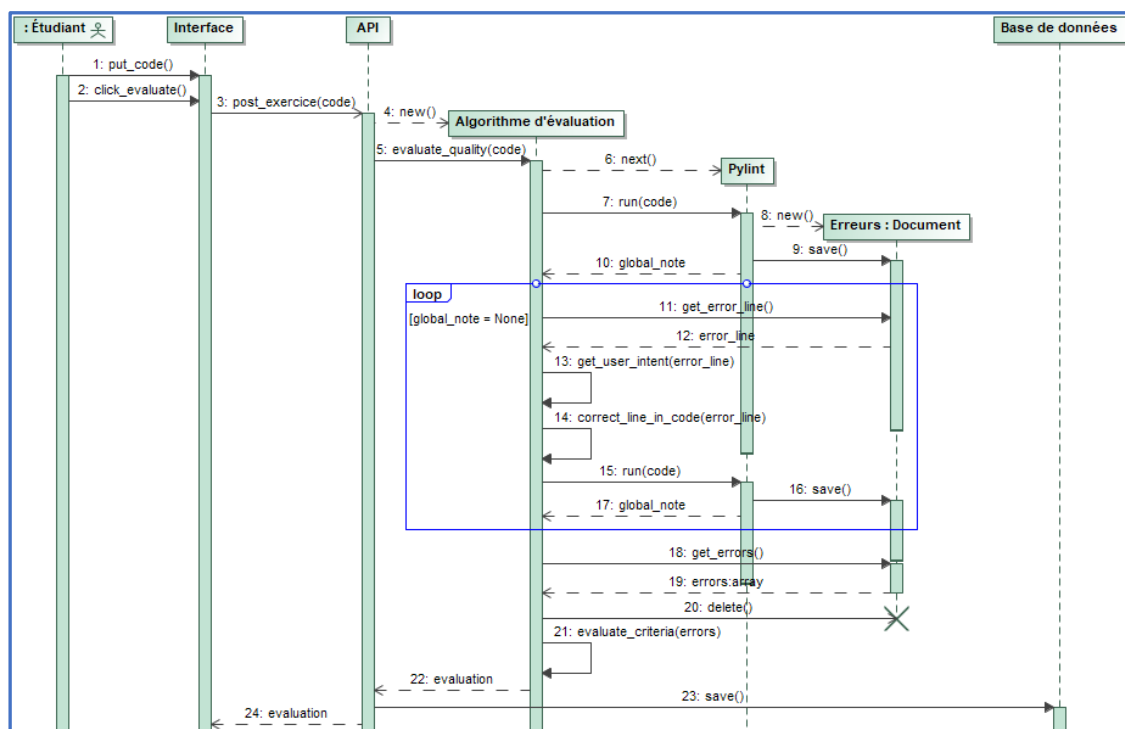 : Étudiant
Interface
API
Base de données
1: put_code()
2: click_evaluate()
3: post_exercice(code)
4: new()
Algorithme d'évaluation
5: evaluate_quality(code)
6: next()
Pylint
7: run(code)
8: new()
Erreurs : Document
9: save()
10: global_note
loop
[global_note = None]
11: get_error_line()
12: error_line
13: get_user_intent(error_line)
14: correct_line_in_code(error_line)
15: run(code)
16: save()
17: global_note
18: get_errors()
19: errors:array
20: delete()
21: evaluate_criteria(errors)
22: evaluation
23: save()
24: evaluation